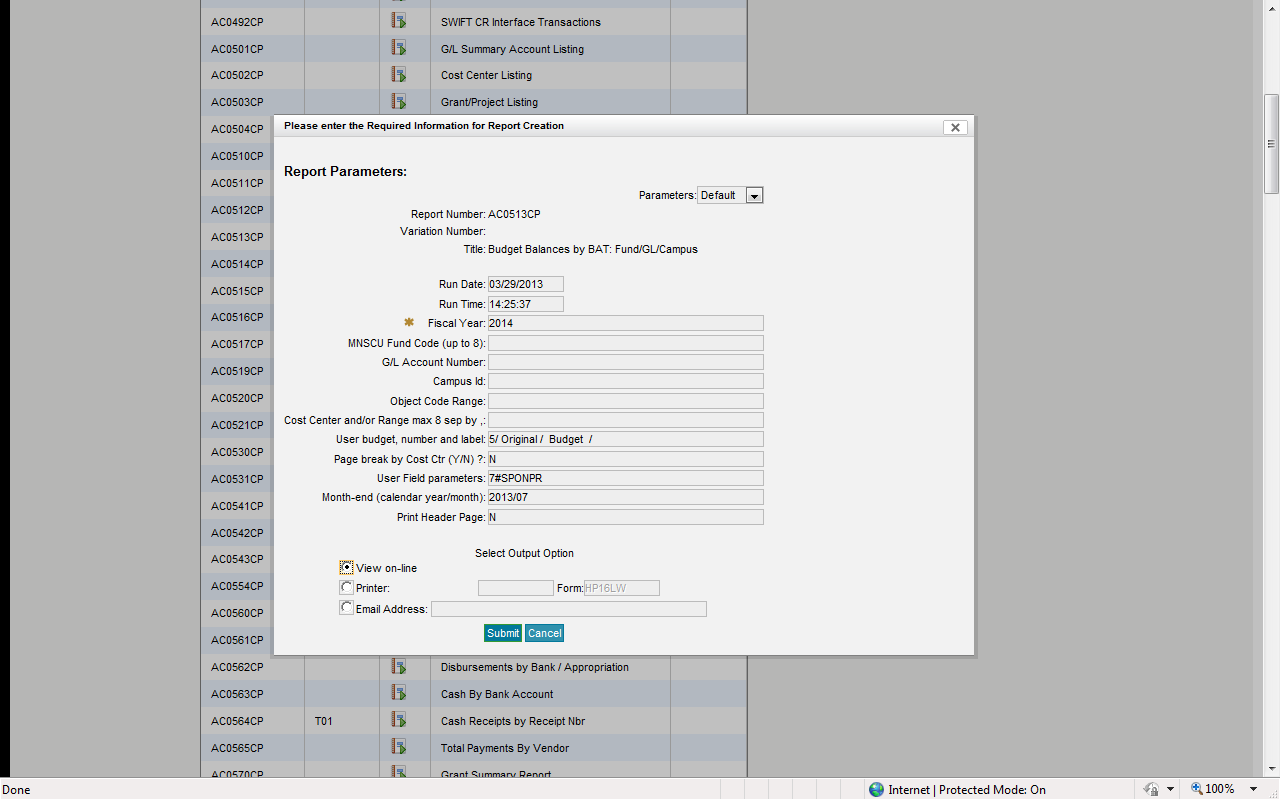 AC0492CP SWIFT CR Interface Transactions
AC0501CP G/L Summary Account Listing
AC0502CP Cost Center Listing
AC0503CP Grant/Project Listing
AC0504CP
AC0510CP
AC0511CP
AC0512CP
AC0513CP
AC0514CP
AC0515CP
AC0516CP
AC0517CP
AC0519CP
AC0520CP
AC0521CP
AC0530CP
AC0531CP
AC0541CP
AC0542CP
AC0543CP
AC0554CP
AC0560CP
AC0561CP
Please enter the Required Information for Report Creation
Report Parameters:
Parameters: Default
Report Number: AC0513CP
Variation Number:
Title: Budget Balances by BAT: Fund/GL/Campus
Run Date: 03/29/2013
Run Time: 14:25:37
Fiscal Year: 2014
MNSCU Fund Code (up to 8):
G/L Account Number:
Campus Id:
Object Code Range:
Cost Center and/or Range max 8 sep by ,:
User budget, number and label: 5/ Original / Budget /
Page break by Cost Ctr (Y/N) ?: N
User Field parameters: 7#SPONPR
Month-end (calendar year/month): 2013/07
Print Header Page: N
Select Output Option
View on-line
Printer: Form: HP16LW
Email Address:
Submit Cancel
AC0562CP Disbursements by Bank / Appropriation
AC0563CP Cash By Bank Account
AC0564CP T01 Cash Receipts by Receipt Nbr
AC0565CP Total Payments By Vendor
AC0570CP Grant Summary Report
Done Internet | Protected Mode: On 100%